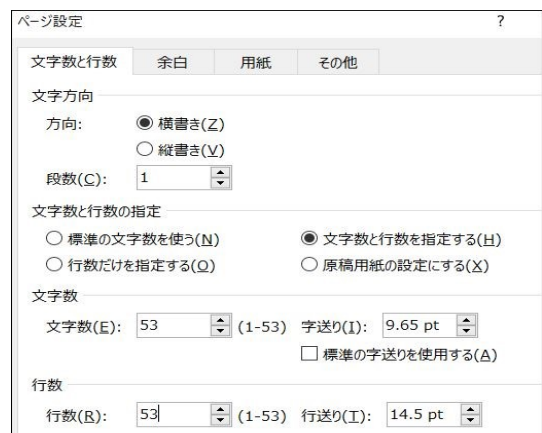 ページ設定 ?
文字数と行数 余白 用紙 その他
文字方向
方向: 横書き(Z)
縦書き(V)
段数(C): 1
文字数と行数の指定
標準の文字数を使う(N) 文字数と行数を指定する(H)
行数だけを指定する(O) 原稿用紙の設定にする(X)
文字数
文字数(E): 53 (1-53) 字送り(I): 9.65 pt
標準の字送りを使用する(A)
行数
行数(R): 53 (1-53) 行送り(T): 14.5 pt